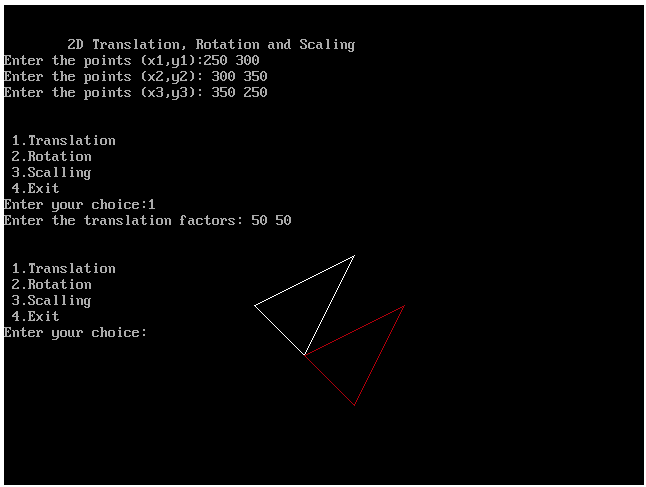 2D Translation, Rotation and Scaling
Enter the points (x1,y1):250 300
Enter the points (x2,y2): 300 350
Enter the points (x3,y3): 350 250
1.Translation
2.Rotation
3.Scalling
4.Exit
Enter your choice:1
Enter the translation factors: 50 50
1.Translation
2.Rotation
3.Scalling
4.Exit
Enter your choice: